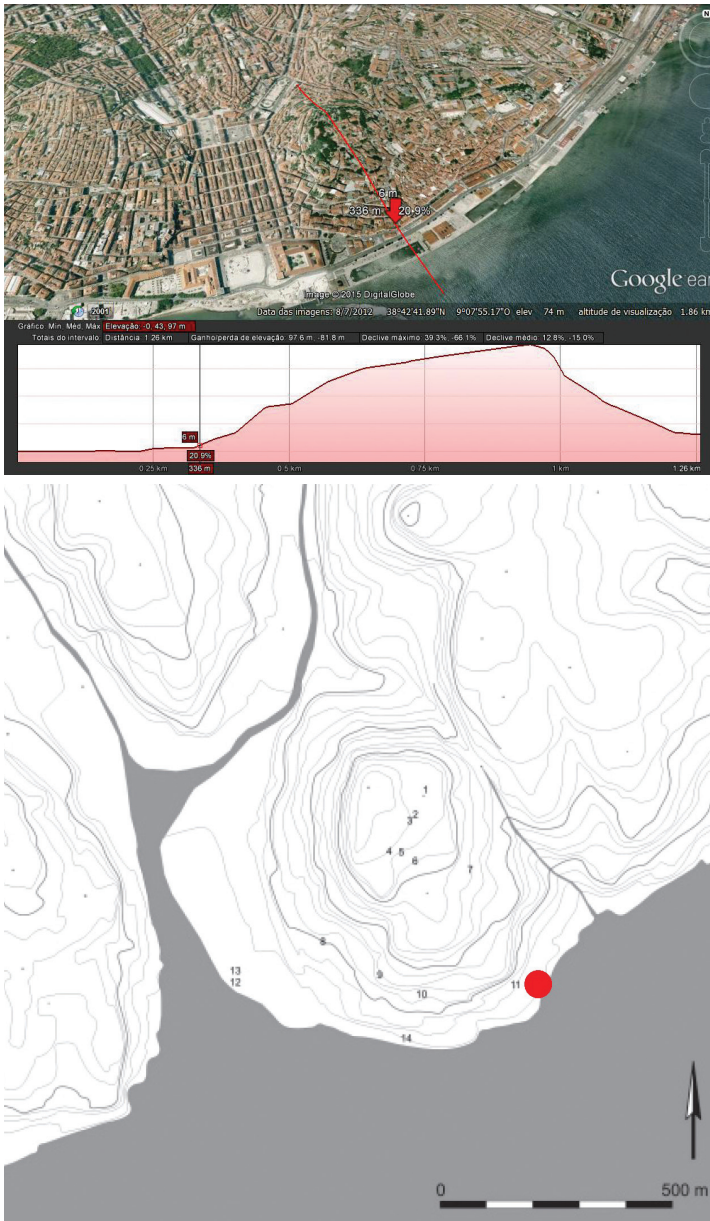 N
6 m
336 m 20.9%
Image © 2015 DigitalGlobe
Google ear
2001
Data das imagens: 8/7/2012 38°42'41.89"N 9°07'55.17"O elev 74 m altitude de visualização 1.86 km
Gráfico Mín. Méd. Máx Elevação: -0, 43, 97 m
Totais do intervalo Distância: 1.26 km Ganho/perda de elevação: 97.6 m, -81.8 m Declive máximo: 39.3%, -66.1% Declive médio: 12.8%, -15.0%
6 m
20.9%
0.25 km 336 m 0.5 km 0.75 km 1 km 1.26 km
1
2
3
4 5
6
7
8
9
10
11
13
12
14
0 500 m